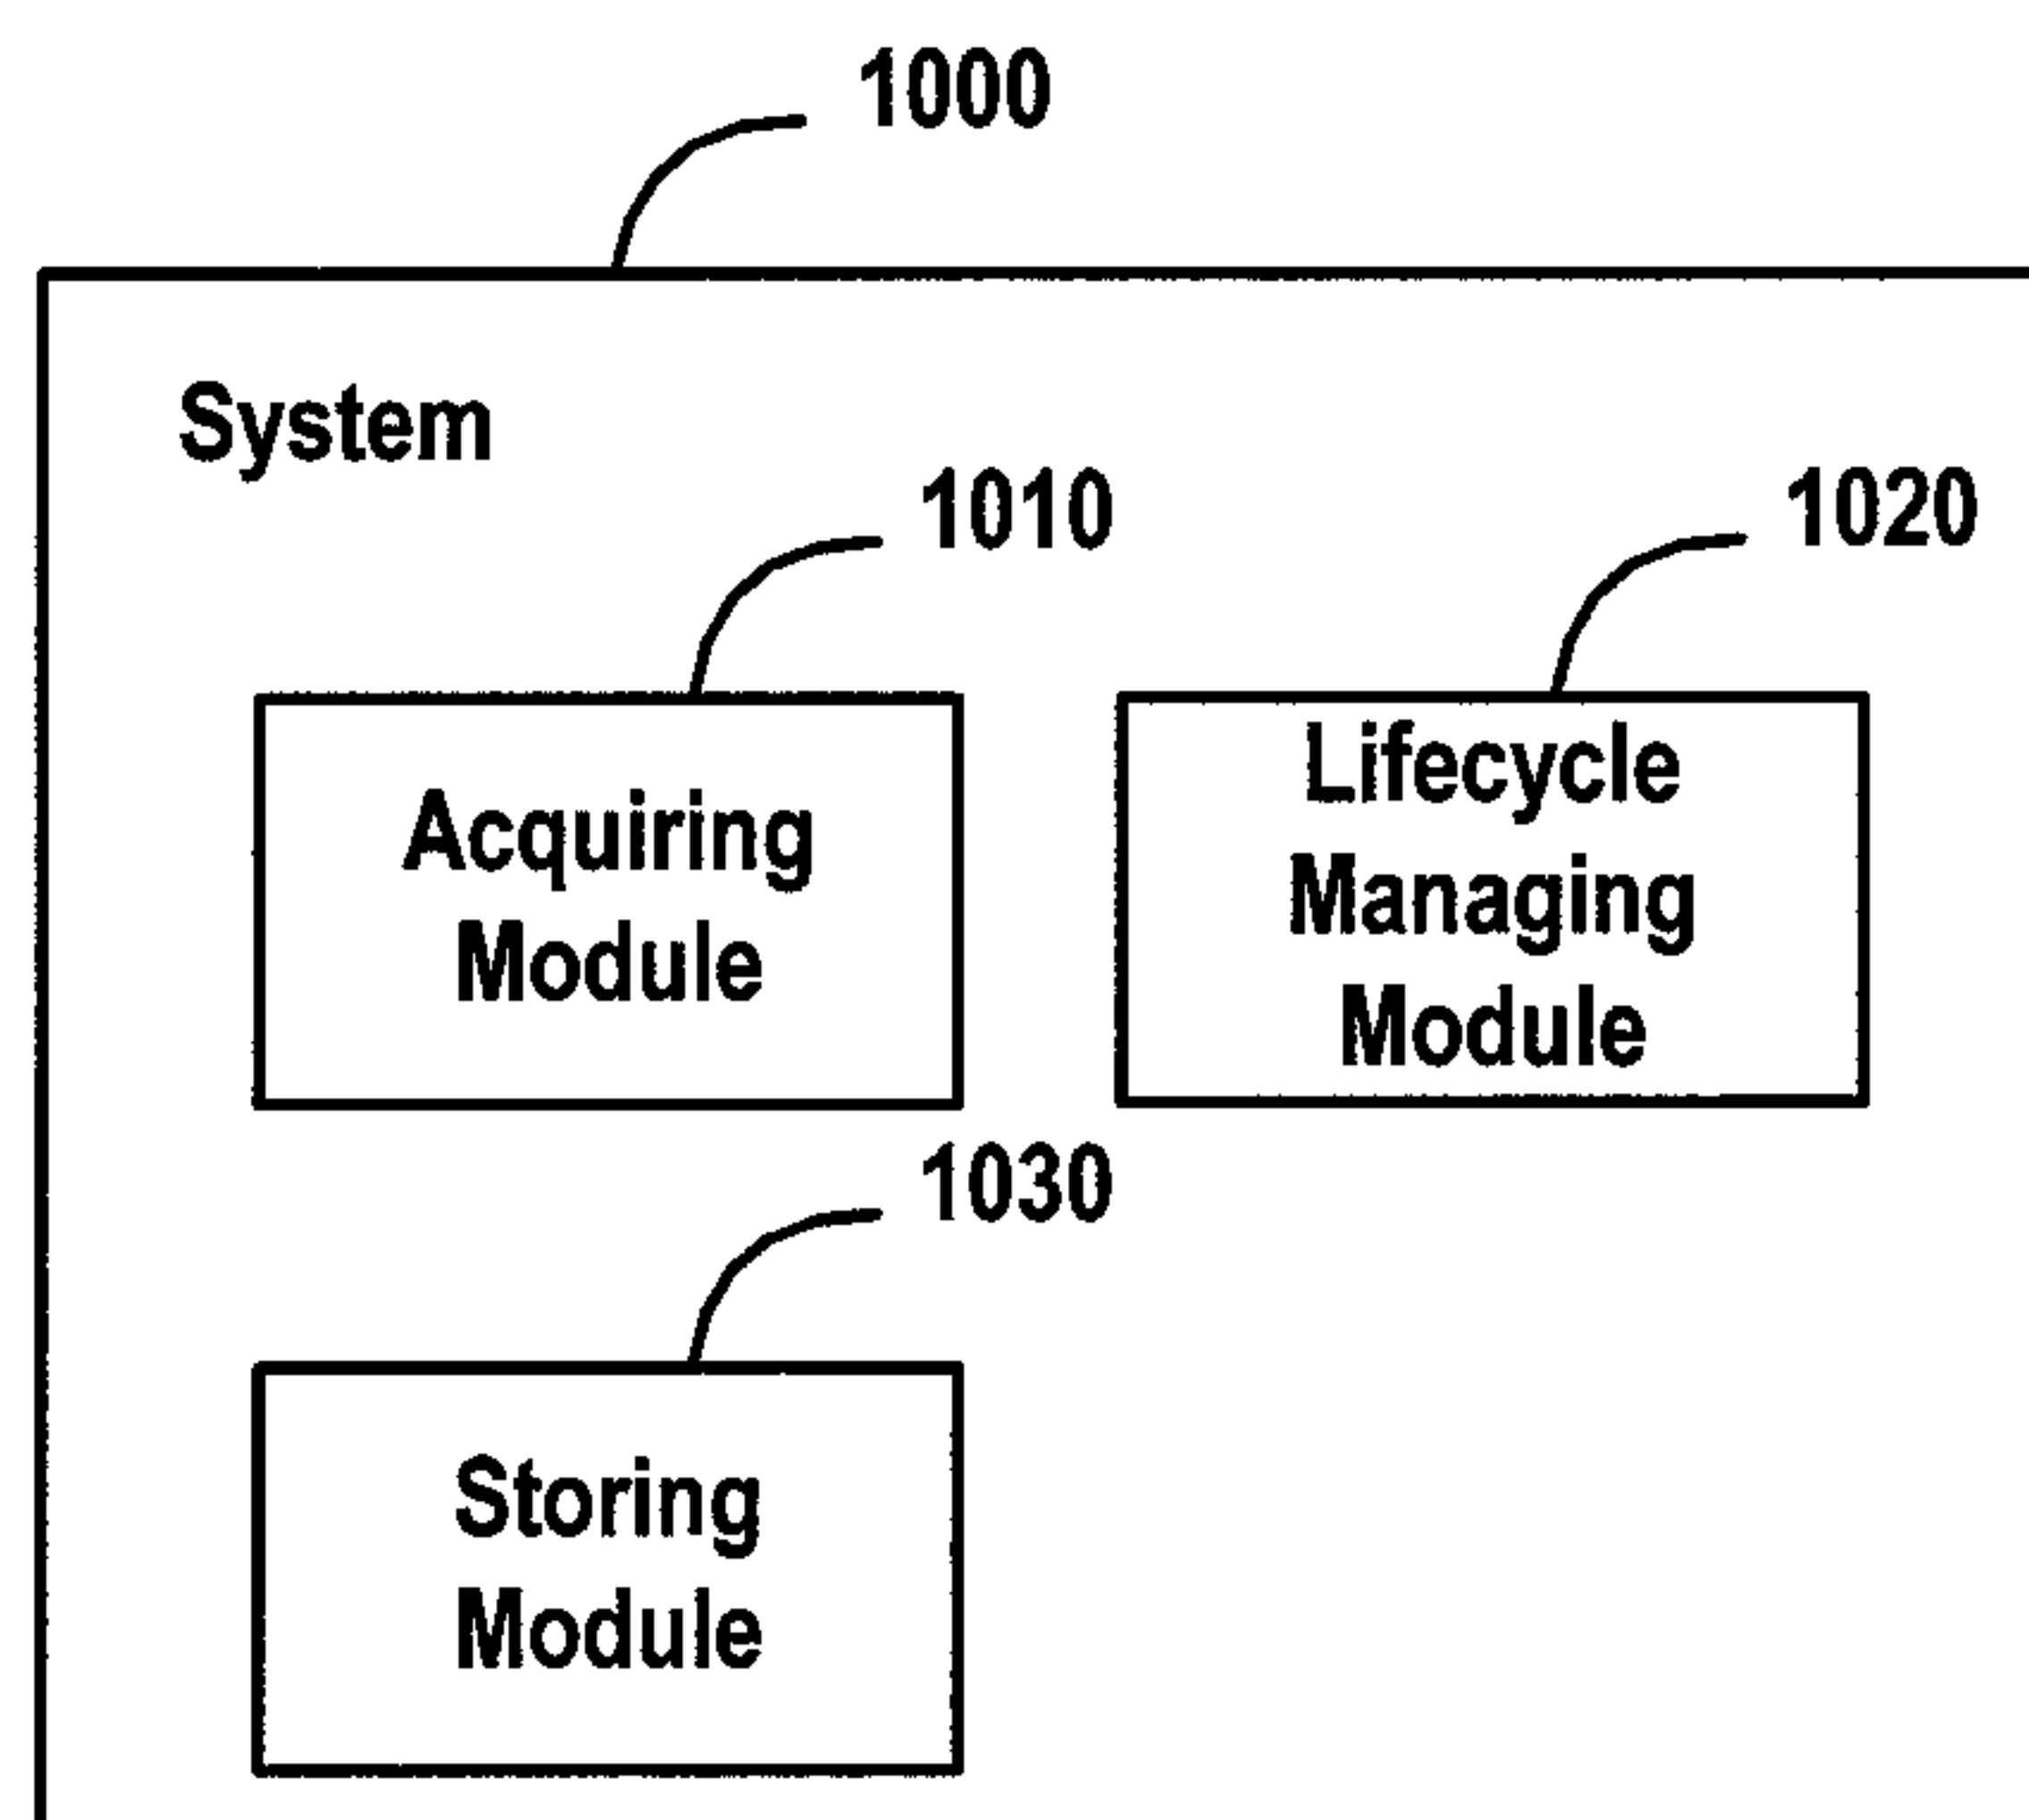 1000
System
1010
1020
Acquiring
Module
Lifecycle
Managing
Module
1030
Storing
Module